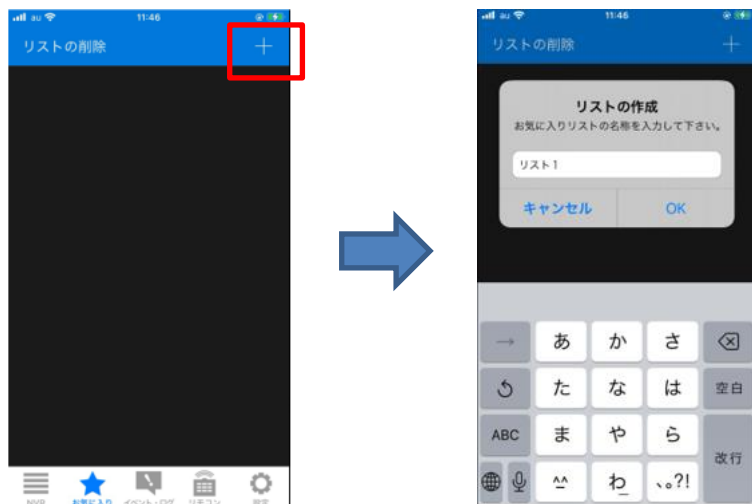 au 11:46
リストの削除 +
NVR お気に入り イベント・ログ リモコン 設定
au 11:46
リストの削除 +
リストの作成
お気に入りリストの名称を入力して下さい。
リスト1
キャンセル OK
→ あ か さ
た な は 空白
ABC ま や ら 改行
^^ わ 、。?!